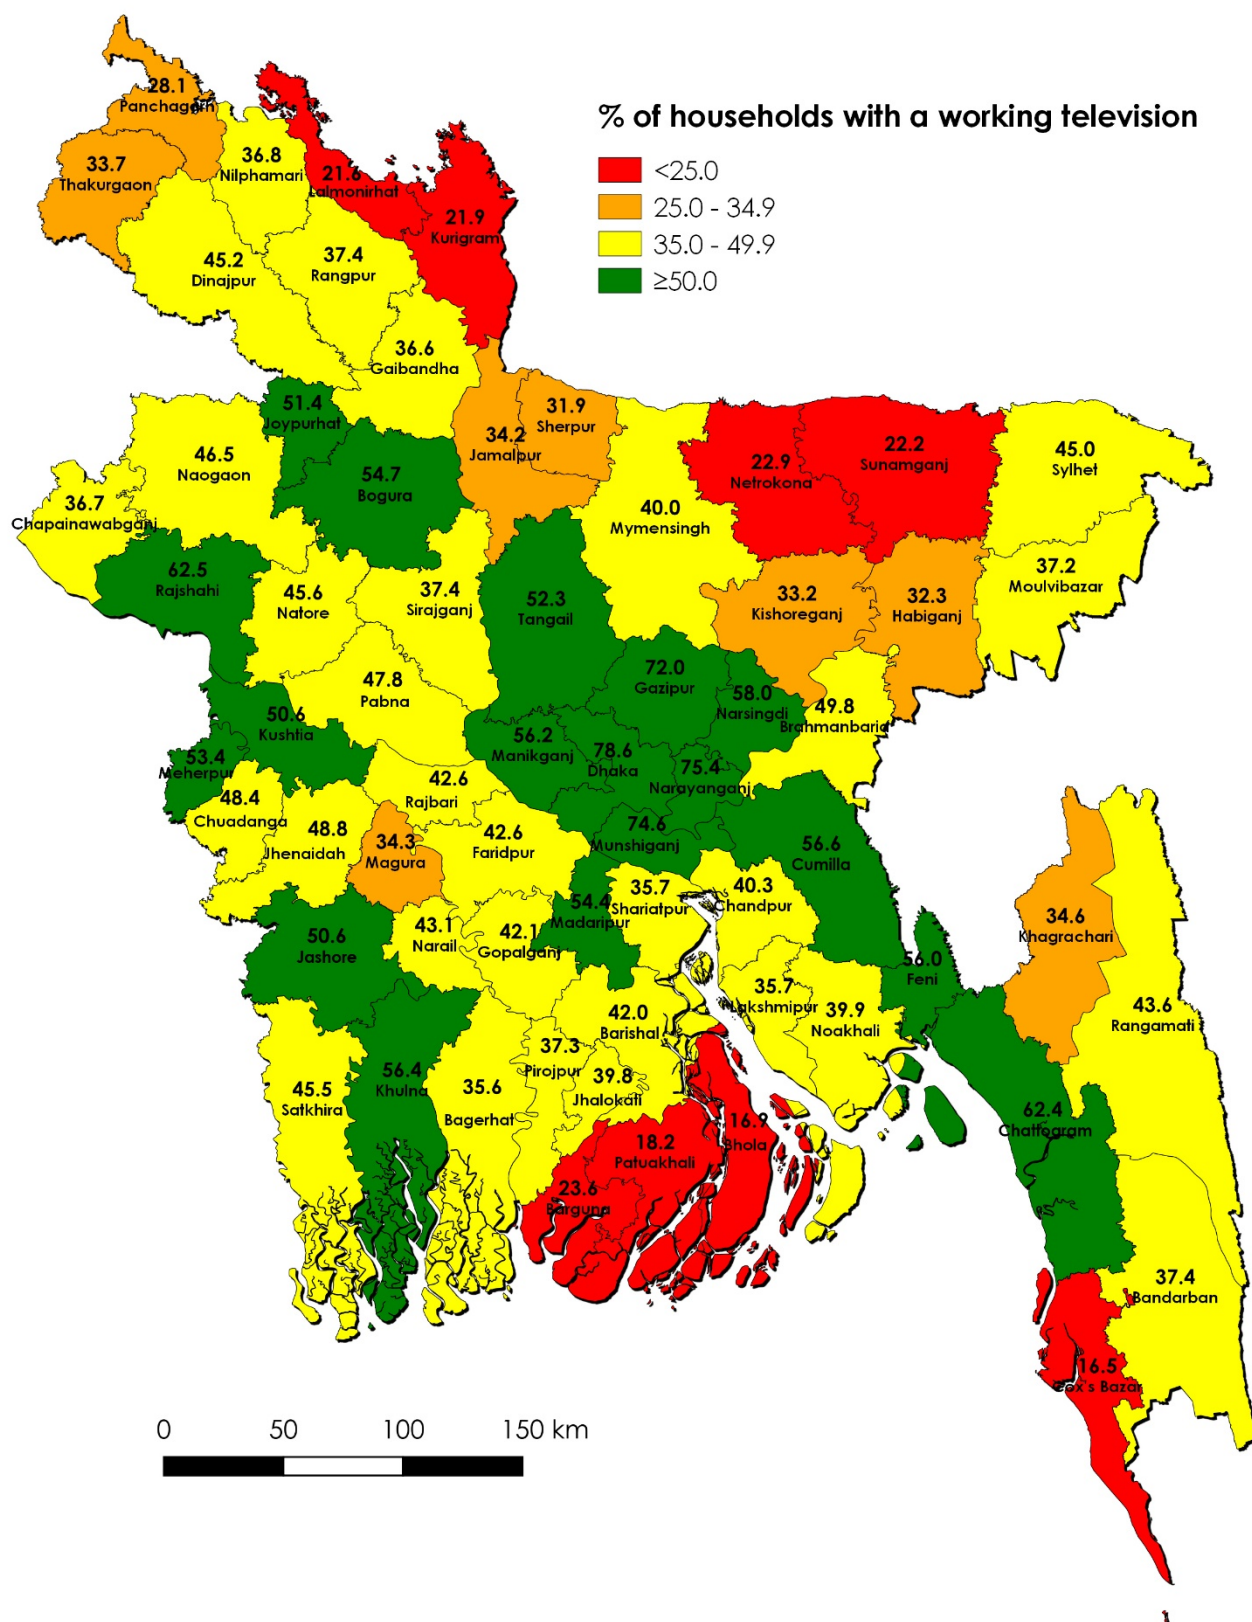 % of households with a working television
<25.0
25.0 - 34.9
35.0 - 49.9
≥50.0
28.1
Panchagarh
33.7
Thakurgaon
36.8
Nilphamari
21.6
Lalmonirhat
21.9
Kurigram
45.2
Dinajpur
37.4
Rangpur
36.6
Gaibandha
51.4
Joypurhat
31.9
Sherpur
34.2
Jamalpur
46.5
Naogaon
54.7
Bogura
22.9
Netrokona
22.2
Sunamganj
45.0
Sylhet
36.7
Chapainawabganj
40.0
Mymensingh
37.2
Moulvibazar
62.5
Rajshahi
45.6
Natore
37.4
Sirajganj
52.3
Tangail
33.2
Kishoreganj
32.3
Habiganj
47.8
Pabna
72.0
Gazipur
58.0
Narsingdi
49.8
Brahmanbaria
50.6
Kushtia
56.2
Manikganj
78.6
Dhaka
75.4
Narayanganj
53.4
Meherpur
48.4
Chuadanga
48.8
Jhenaidah
42.6
Rajbari
34.3
Magura
42.6
Faridpur
74.6
Munshiganj
56.6
Cumilla
54.4
Madaripur
35.7
Shariatpur
40.3
Chandpur
50.6
Jashore
43.1
Narail
42.1
Gopalganj
34.6
Khagrachari
56.0
Feni
35.7
Lakshmipur
39.9
Noakhali
43.6
Rangamati
42.0
Barishal
37.3
Pirojpur
39.8
Jhalokati
45.5
Satkhira
56.4
Khulna
35.6
Bagerhat
16.9
Bhola
18.2
Patuakhali
23.6
Barguna
62.4
Chattogram
37.4
Bandarban
16.5
Cox's Bazar
0 50 100 150 km